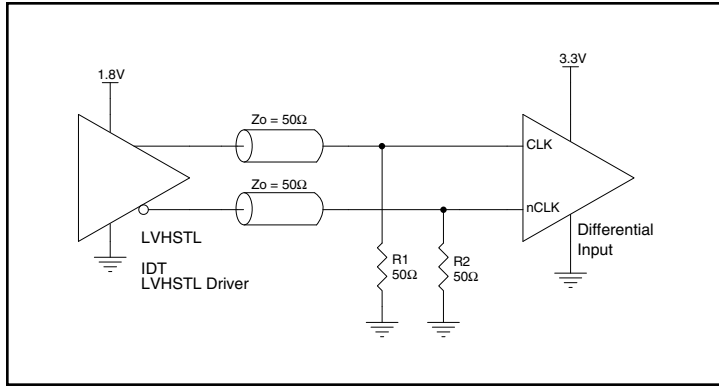 1.8V
3.3V
Zo = 50Ω
CLK
Zo = 50Ω
nCLK
LVHSTL
IDT
LVHSTL Driver
R1
50Ω
R2
50Ω
Differential
Input